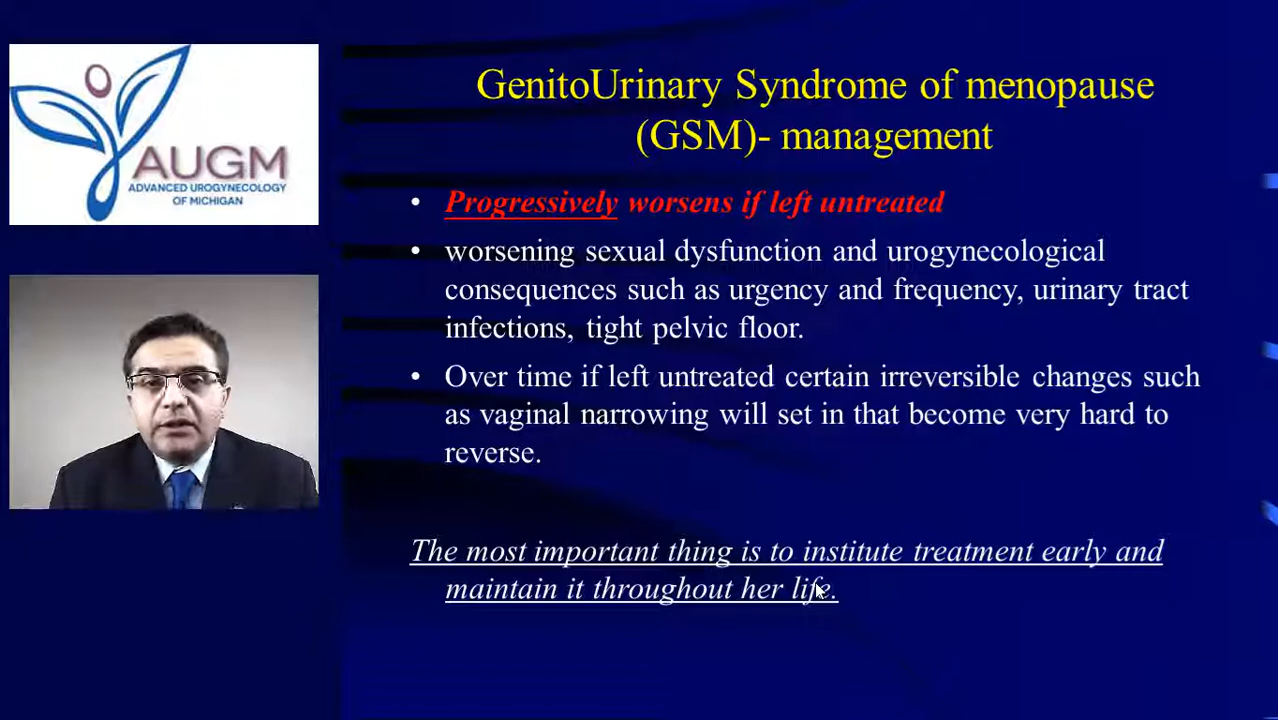 AUGM
ADVANCED UROGYNECOLOGY
OF MICHIGAN
GenitoUrinary Syndrome of menopause
(GSM)- management
• Progressively worsens if left untreated
• worsening sexual dysfunction and urogynecological
consequences such as urgency and frequency, urinary tract
infections, tight pelvic floor.
• Over time if left untreated certain irreversible changes such
as vaginal narrowing will set in that become very hard to
reverse.
The most important thing is to institute treatment early and
maintain it throughout her life.